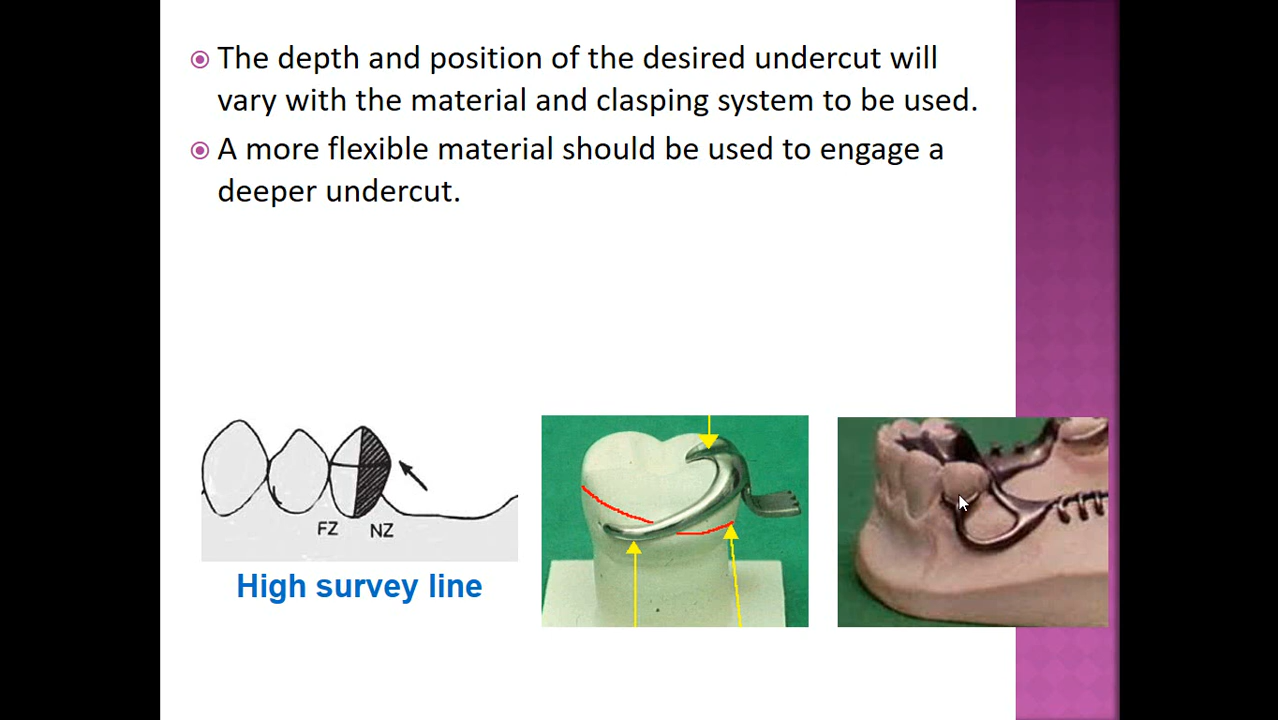 The depth and position of the desired undercut will
vary with the material and clasping system to be used.
A more flexible material should be used to engage a
deeper undercut.
FZ NZ
High survey line